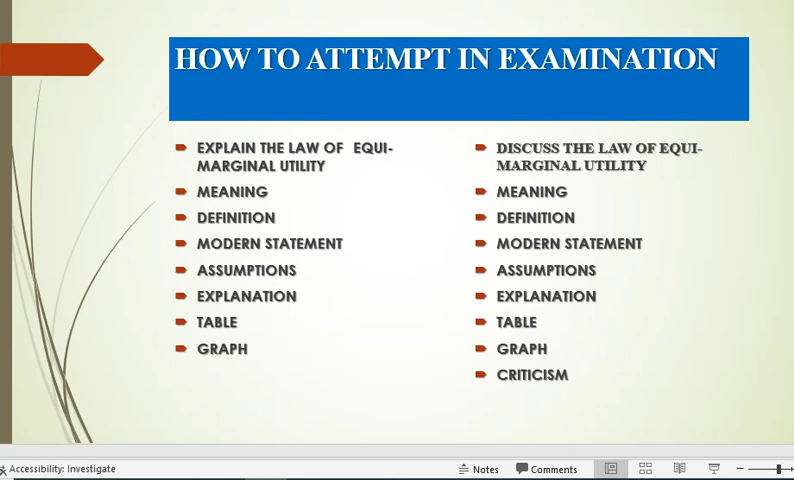 HOW TO ATTEMPT IN EXAMINATION
EXPLAIN THE LAW OF EQUI-
MARGINAL UTILITY
MEANING
DEFINITION
MODERN STATEMENT
ASSUMPTIONS
EXPLANATION
TABLE
GRAPH
DISCUSS THE LAW OF EQUI-
MARGINAL UTILITY
MEANING
DEFINITION
MODERN STATEMENT
ASSUMPTIONS
EXPLANATION
TABLE
GRAPH
CRITICISM
Accessibility: Investigate
Notes
Comments